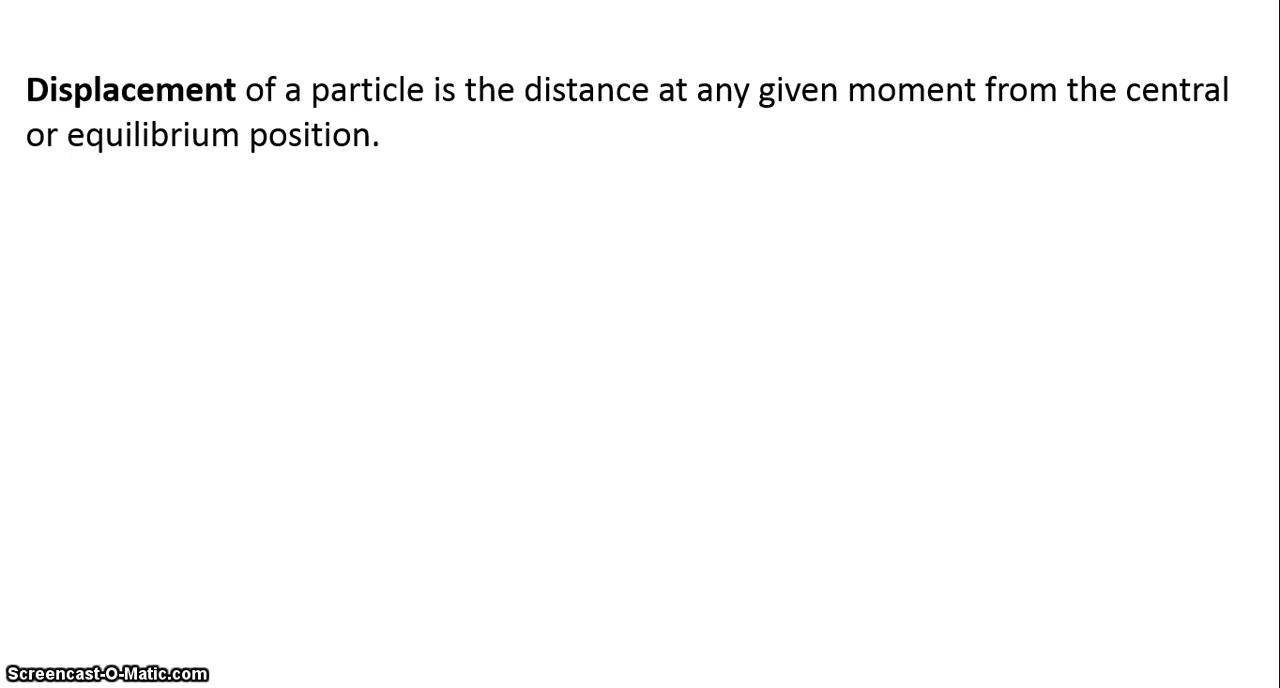 Displacement of a particle is the distance at any given moment from the central
or equilibrium position.
Screencast-O-Matic.com